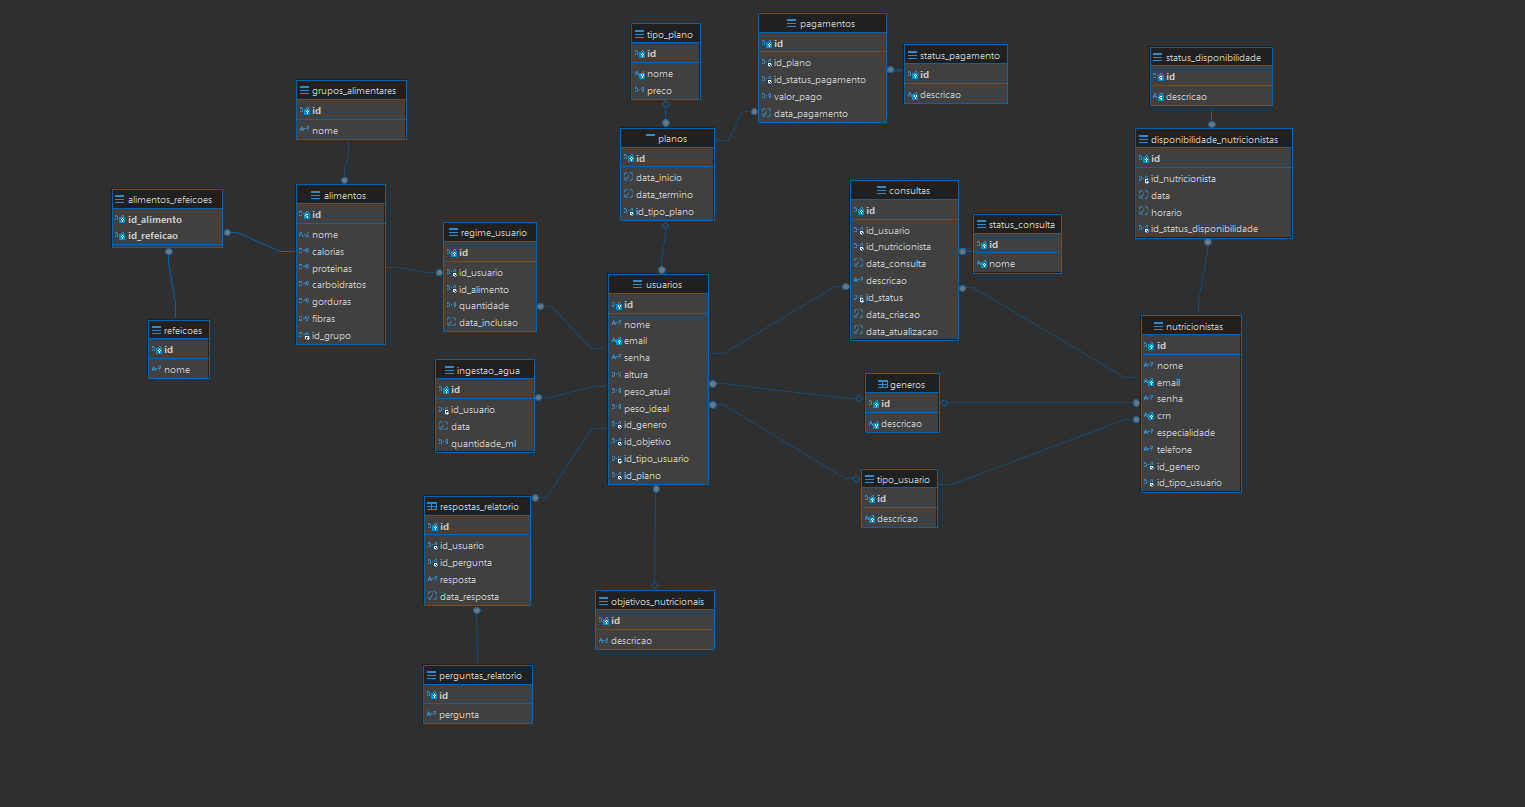 tipo_plano
id
nome
preco
pagamentos
id
id_plano
id_status_pagamento
valor_pago
data_pagamento
status_pagamento
id
descricao
status_disponibilidade
id
descricao
grupos_alimentares
id
nome
planos
id
data_inicio
data_termino
id_tipo_plano
disponibilidade_nutricionistas
id
id_nutricionista
data
horario
id_status_disponibilidade
alimentos_refeicoes
id_alimento
id_refeicao
alimentos
id
nome
calorias
proteinas
carboidratos
gorduras
fibras
id_grupo
regime_usuario
id
id_usuario
id_alimento
quantidade
data_inclusao
consultas
id
id_usuario
id_nutricionista
data_consulta
descricao
id_status
data_criacao
data_atualizacao
status_consulta
id
nome
usuarios
id
nome
email
senha
altura
peso_atual
peso_ideal
id_genero
id_objetivo
id_tipo_usuario
id_plano
refeicoes
id
nome
ingestao_agua
id
id_usuario
data
quantidade_ml
generos
id
descricao
nutricionistas
id
nome
email
senha
crn
especialidade
telefone
id_genero
id_tipo_usuario
tipo_usuario
id
descricao
respostas_relatorio
id
id_usuario
id_pergunta
resposta
data_resposta
objetivos_nutricionais
id
descricao
perguntas_relatorio
id
pergunta